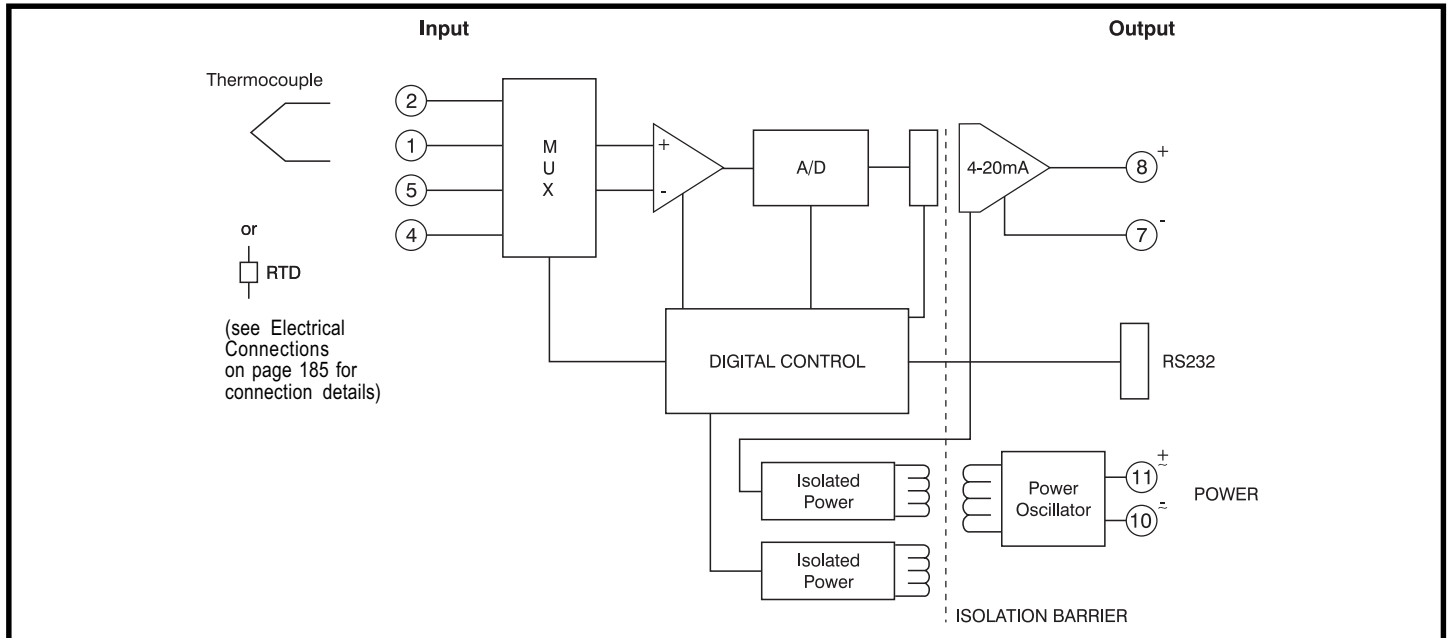 Input
Output
Thermocouple
2
1
5
4
M
U
X
+
-
A/D
4-20mA
8 +
7 -
or
RTD
(see Electrical
Connections
on page 185 for
connection details)
DIGITAL CONTROL
RS232
Isolated
Power
Power
Oscillator
11 + ~
10 - ~
POWER
Isolated
Power
ISOLATION BARRIER